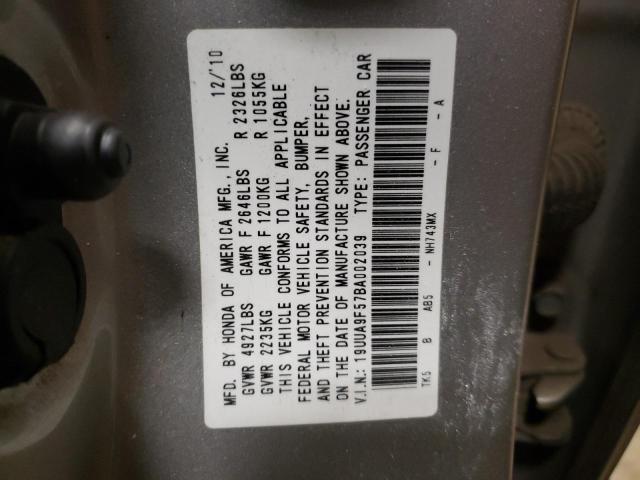 MFD. BY HONDA OF AMERICA MFG., INC. 12/'10
GVWR 4927LBS GAWR F 2646LBS R 2326LBS
GVWR 2235KG GAWR F 1200KG R 1055KG
THIS VEHICLE CONFORMS TO ALL APPLICABLE
FEDERAL MOTOR VEHICLE SAFETY, BUMPER,
AND THEFT PREVENTION STANDARDS IN EFFECT
ON THE DATE OF MANUFACTURE SHOWN ABOVE.
V.I.N.: 19UUA9F57BA002039 TYPE: PASSENGER CAR
TK5 B AB5 - NH743MX - F - A